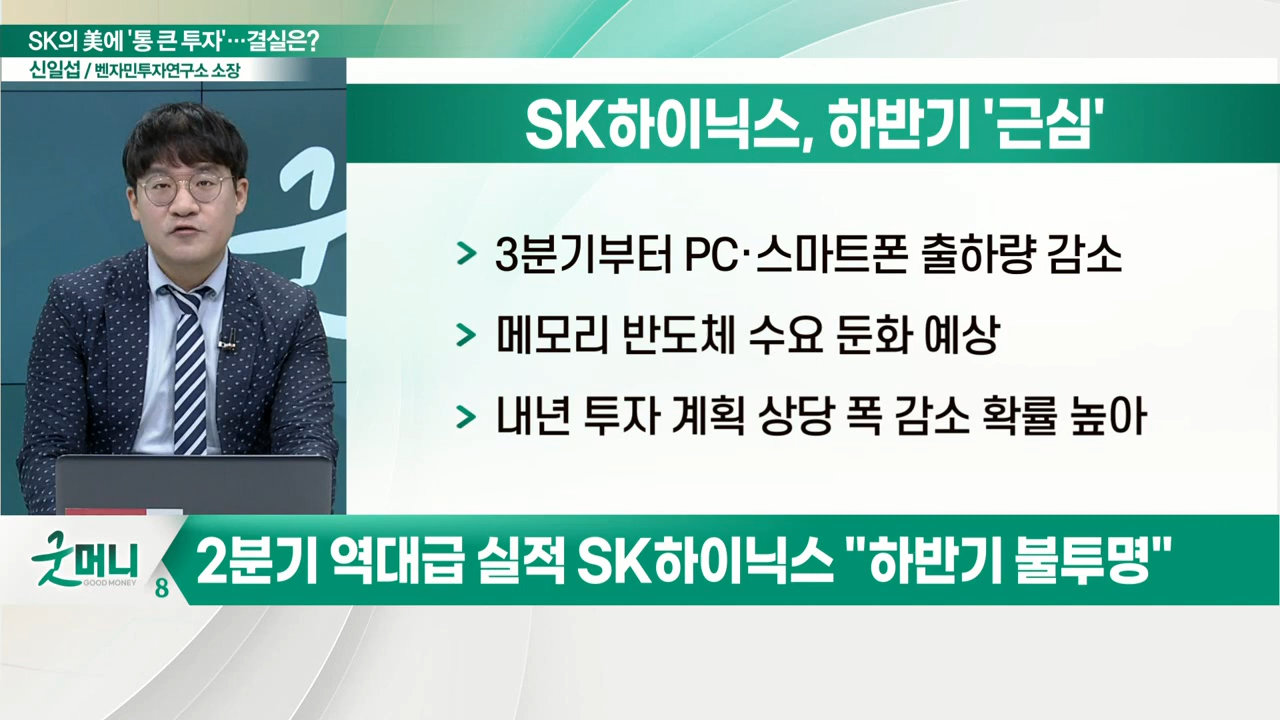 SK의 美에 '통 큰 투자'…결실은?
신일섭 / 벤자민투자연구소 소장
SK하이닉스, 하반기 '근심'
> 3분기부터 PC·스마트폰 출하량 감소
> 메모리 반도체 수요 둔화 예상
> 내년 투자 계획 상당 폭 감소 확률 높아
굿머니
GOOD MONEY
8
2분기 역대급 실적 SK하이닉스 "하반기 불투명"